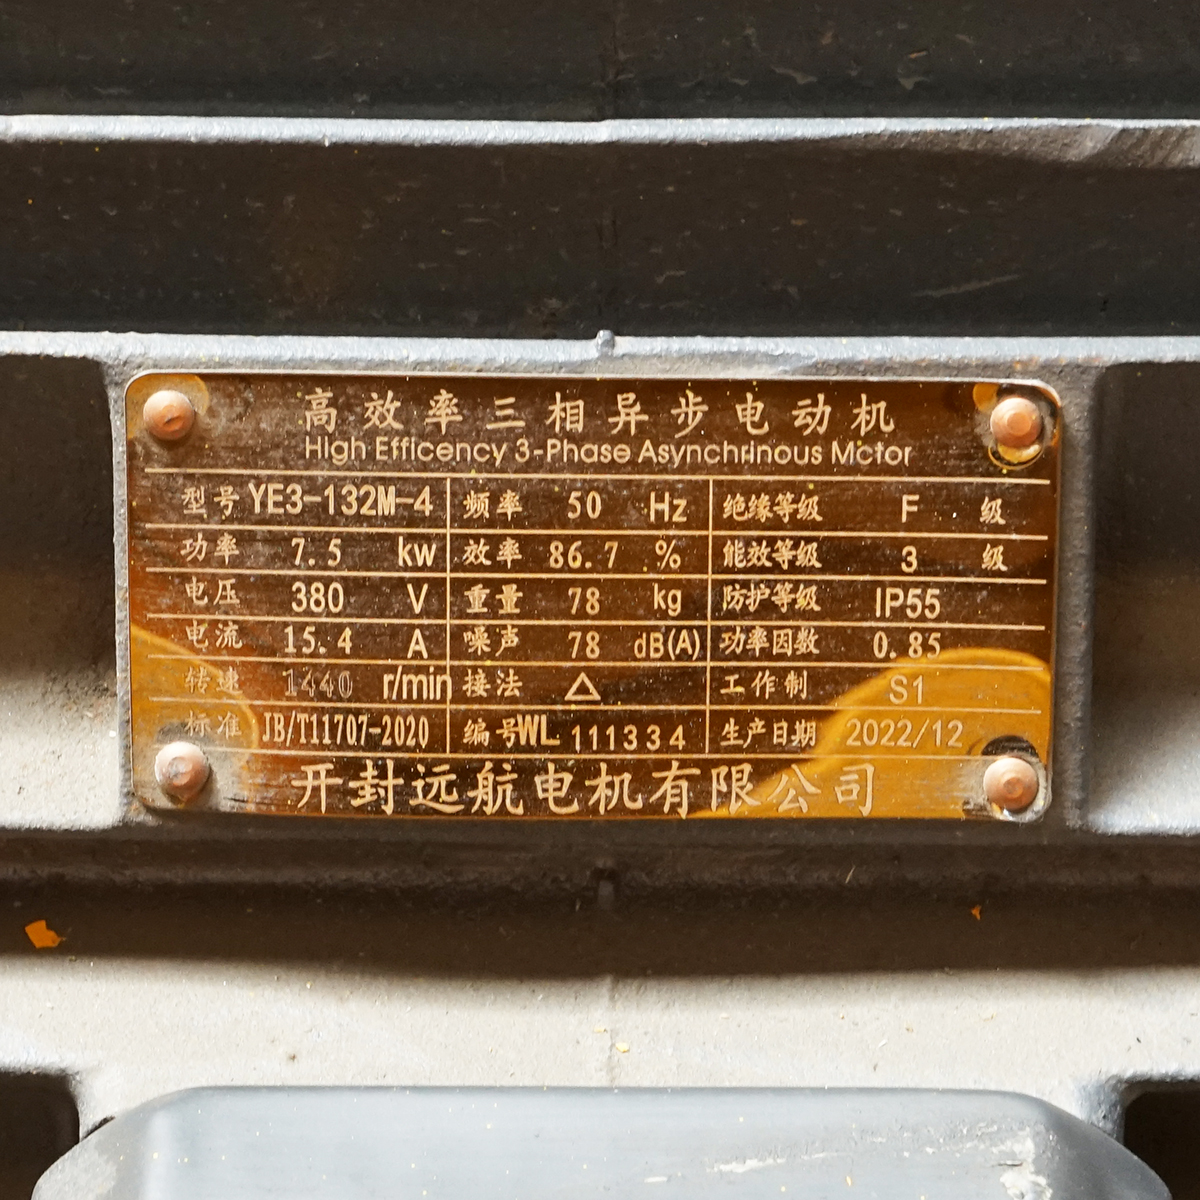 高效率三相异步电动机
High Efficency 3-Phase Asynchrinous Motor
型号 YE3-132M-4 频率 50 Hz 绝缘等级 F 级
功率 7.5 kw 效率 86.7 % 能效等级 3 级
电压 380 V 重量 78 kg 防护等级 IP55
电流 15.4 A 噪声 78 dB(A) 功率因数 0.85
转速 1440 r/min 接法 △ 工作制 S1
标准 JB/T11707-2020 编号WL 111334 生产日期 2022/12
开封远航电机有限公司